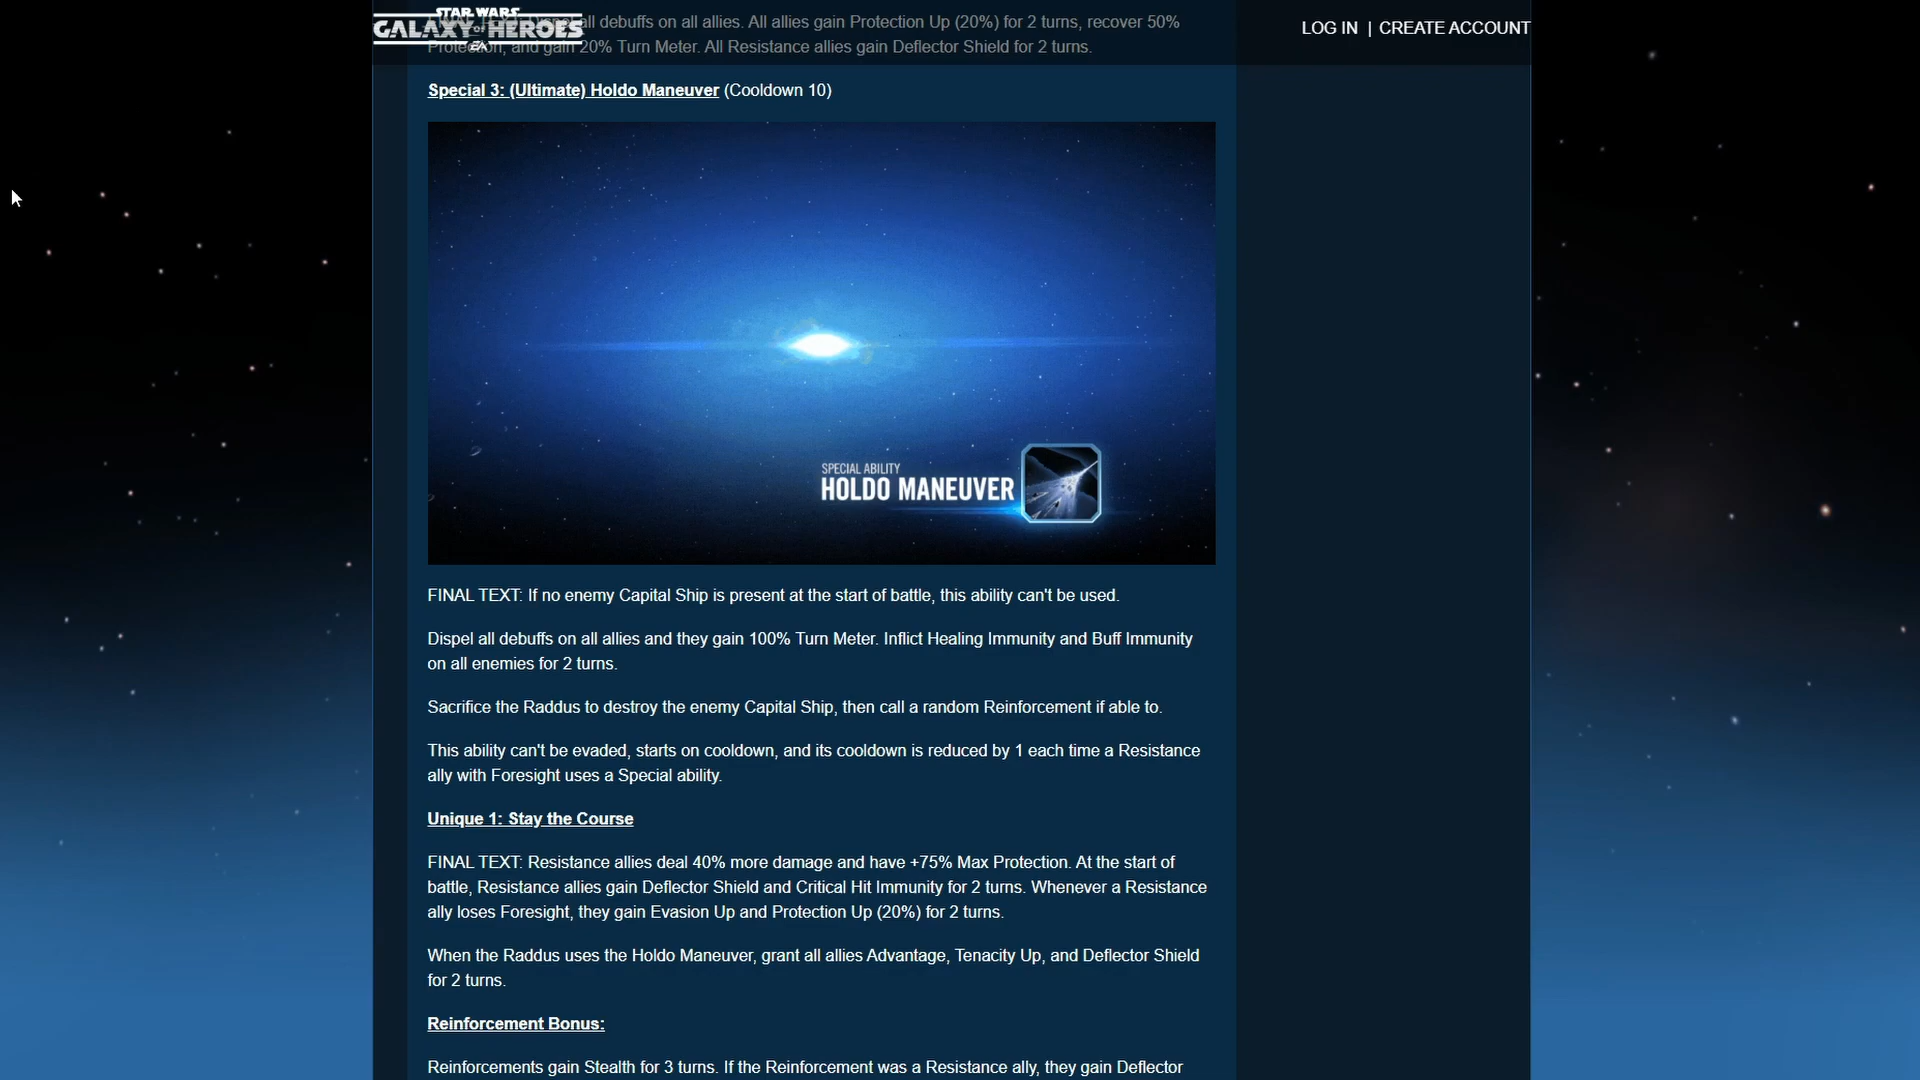 STAR WARS
GALAXY of HEROES
EA
LOG IN | CREATE ACCOUNT
all debuffs on all allies. All allies gain Protection Up (20%) for 2 turns, recover 50%
Protection, and gain 20% Turn Meter. All Resistance allies gain Deflector Shield for 2 turns.
Special 3: (Ultimate) Holdo Maneuver (Cooldown 10)
SPECIAL ABILITY
HOLDO MANEUVER
FINAL TEXT: If no enemy Capital Ship is present at the start of battle, this ability can't be used.
Dispel all debuffs on all allies and they gain 100% Turn Meter. Inflict Healing Immunity and Buff Immunity
on all enemies for 2 turns.
Sacrifice the Raddus to destroy the enemy Capital Ship, then call a random Reinforcement if able to.
This ability can't be evaded, starts on cooldown, and its cooldown is reduced by 1 each time a Resistance
ally with Foresight uses a Special ability.
Unique 1: Stay the Course
FINAL TEXT: Resistance allies deal 40% more damage and have +75% Max Protection. At the start of
battle, Resistance allies gain Deflector Shield and Critical Hit Immunity for 2 turns. Whenever a Resistance
ally loses Foresight, they gain Evasion Up and Protection Up (20%) for 2 turns.
When the Raddus uses the Holdo Maneuver, grant all allies Advantage, Tenacity Up, and Deflector Shield
for 2 turns.
Reinforcement Bonus:
Reinforcements gain Stealth for 3 turns. If the Reinforcement was a Resistance ally, they gain Deflector